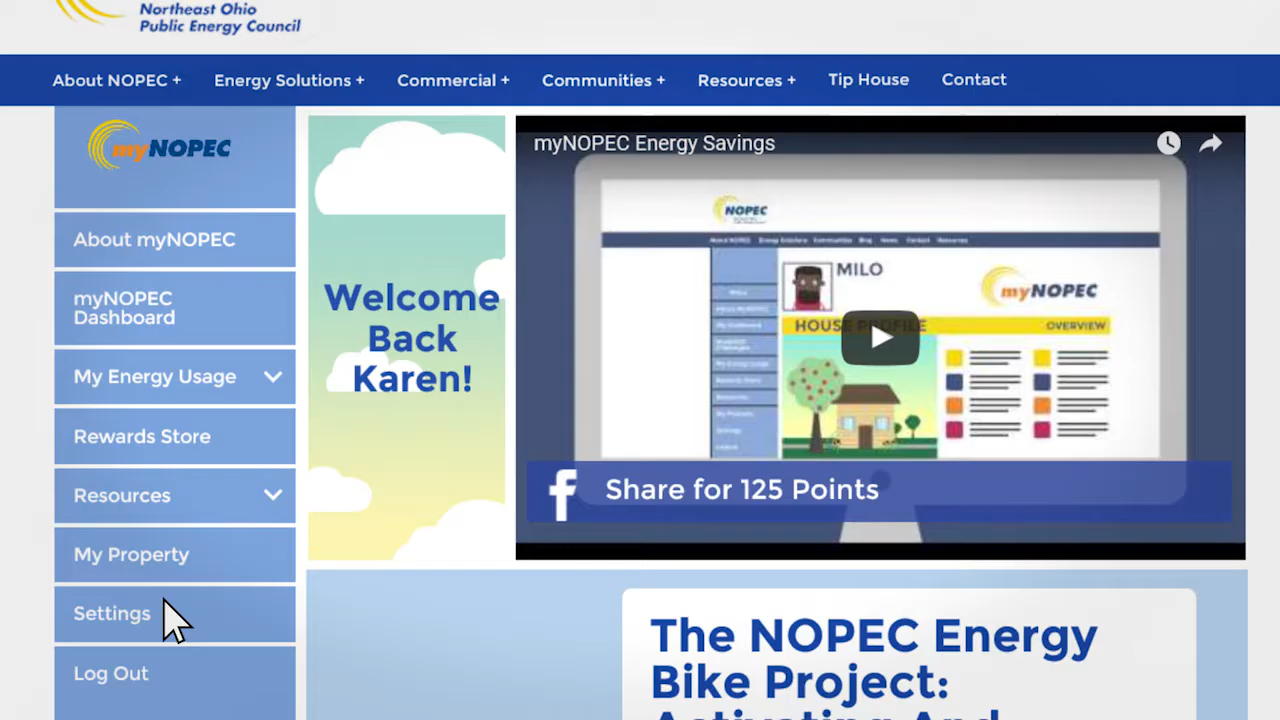 Northeast Ohio
Public Energy Council
About NOPEC +
Energy Solutions +
Commercial +
Communities +
Resources +
Tip House
Contact
myNOPEC
About myNOPEC
myNOPEC
Dashboard
My Energy Usage
Rewards Store
Resources
My Property
Settings
Log Out
Welcome
Back
Karen!
myNOPEC Energy Savings
NOPEC
MILO
myNOPEC
HOUSE PROFILE
OVERVIEW
Share for 125 Points
The NOPEC Energy
Bike Project:
Activating And